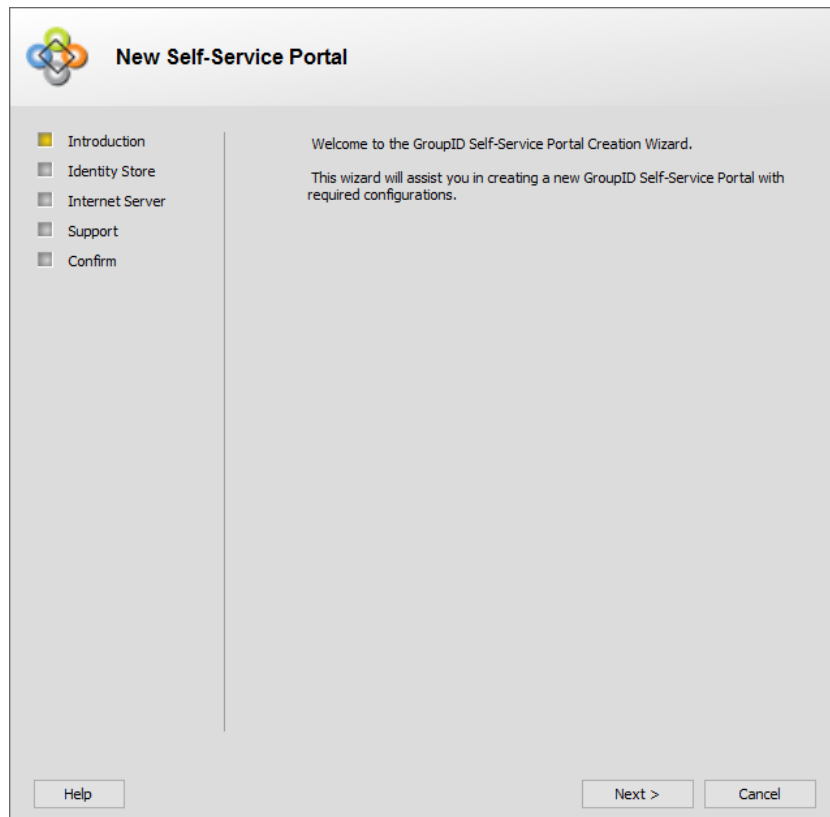 New Self-Service Portal
Introduction
Identity Store
Internet Server
Support
Confirm
Welcome to the GroupID Self-Service Portal Creation Wizard.
This wizard will assist you in creating a new GroupID Self-Service Portal with
required configurations.
Help
Next >
Cancel